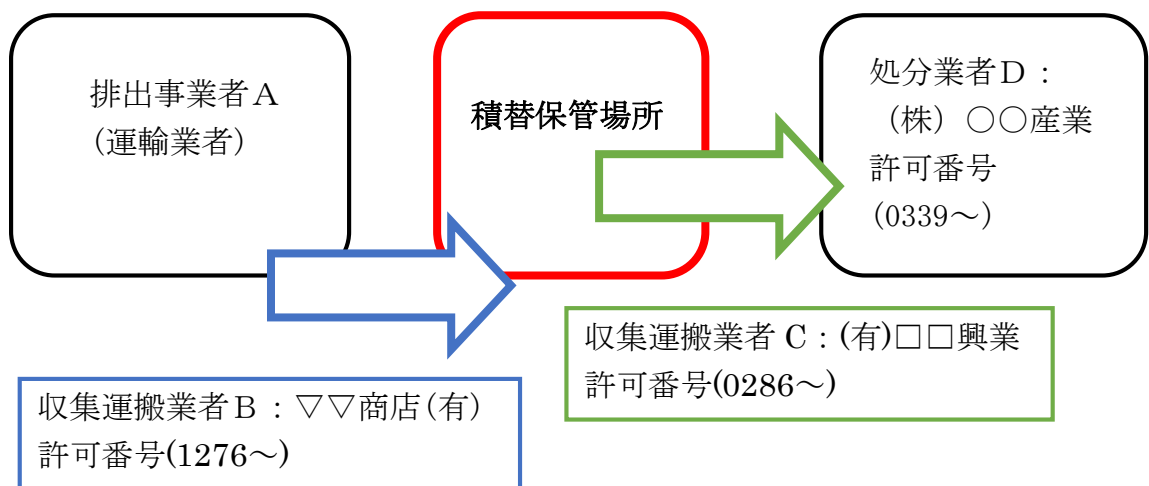 排出事業者A
(運輸業者)
積替保管場所
処分業者D：
（株）○○産業
許可番号
(0339～)
収集運搬業者B：▽▽商店(有)
許可番号(1276～)
収集運搬業者 C：(有)□□興業
許可番号(0286～)